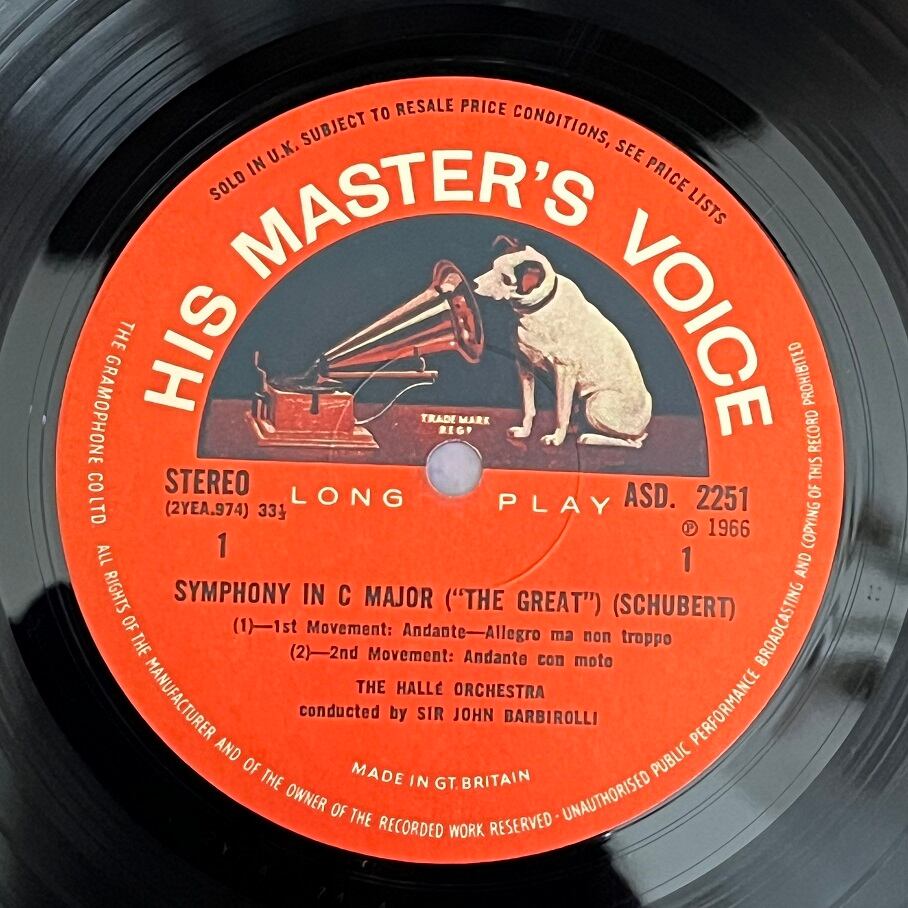 SOLD IN U.K. SUBJECT TO RESALE PRICE CONDITIONS, SEE PRICE LISTS
HIS MASTER'S VOICE
TRADE MARK
REGD
STEREO
(2YEA.974) 33⅓
LONG PLAY
ASD. 2251
℗ 1966
1
1
SYMPHONY IN C MAJOR ("THE GREAT") (SCHUBERT)
(1)—1st Movement: Andante—Allegro ma non troppo
(2)—2nd Movement: Andante con moto
THE HALLÉ ORCHESTRA
conducted by SIR JOHN BARBIROLLI
MADE IN GT. BRITAIN
THE GRAMOPHONE CO LTD. ALL RIGHTS OF THE MANUFACTURER AND OF THE OWNER OF THE RECORDED WORK RESERVED · UNAUTHORISED PUBLIC PERFORMANCE BROADCASTING AND COPYING OF THIS RECORD PROHIBITED